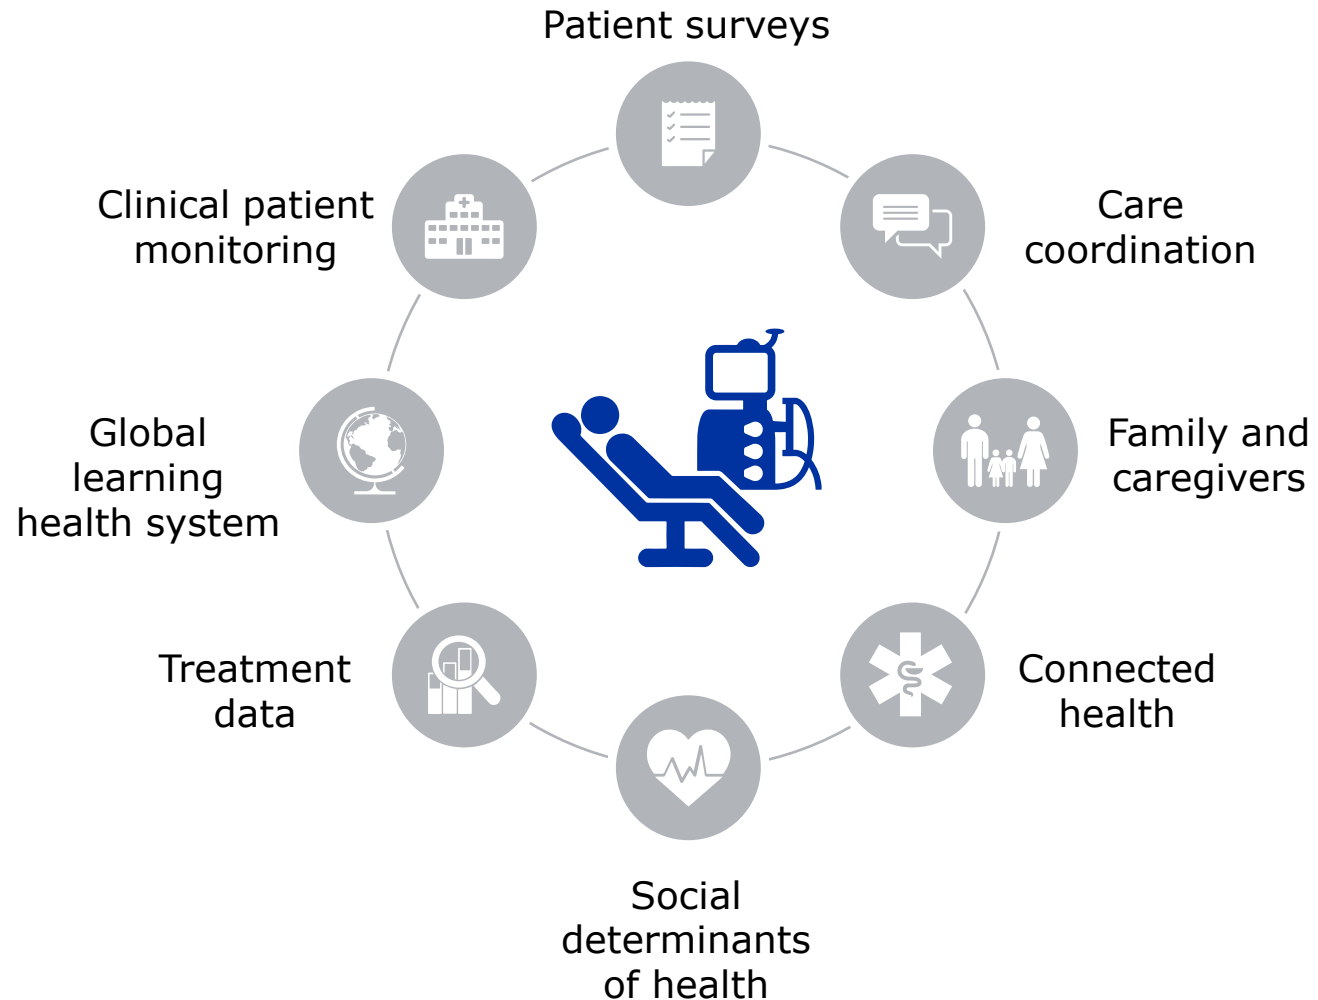 Patient surveys
Care
coordination
Family and
caregivers
Connected
health
Social
determinants
of health
Treatment
data
Global
learning
health system
Clinical patient
monitoring